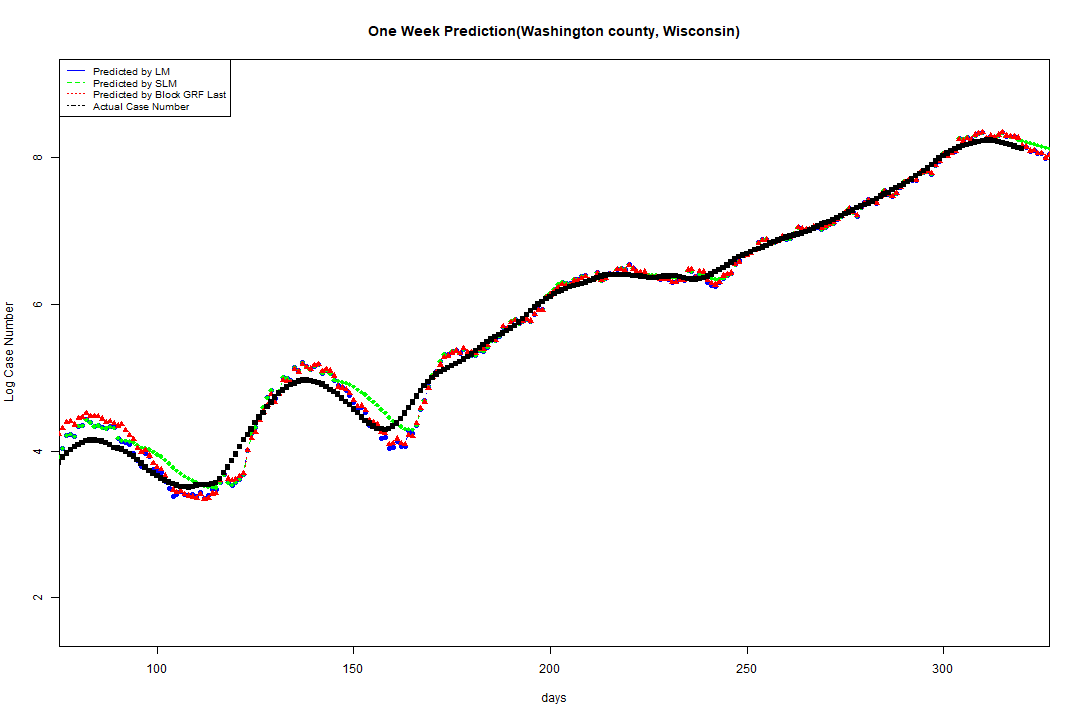 One Week Prediction(Washington county, Wisconsin)
Predicted by LM
Predicted by SLM
Predicted by Block GRF Last
Actual Case Number
Log Case Number
8
6
4
2
100 150 200 250 300
days